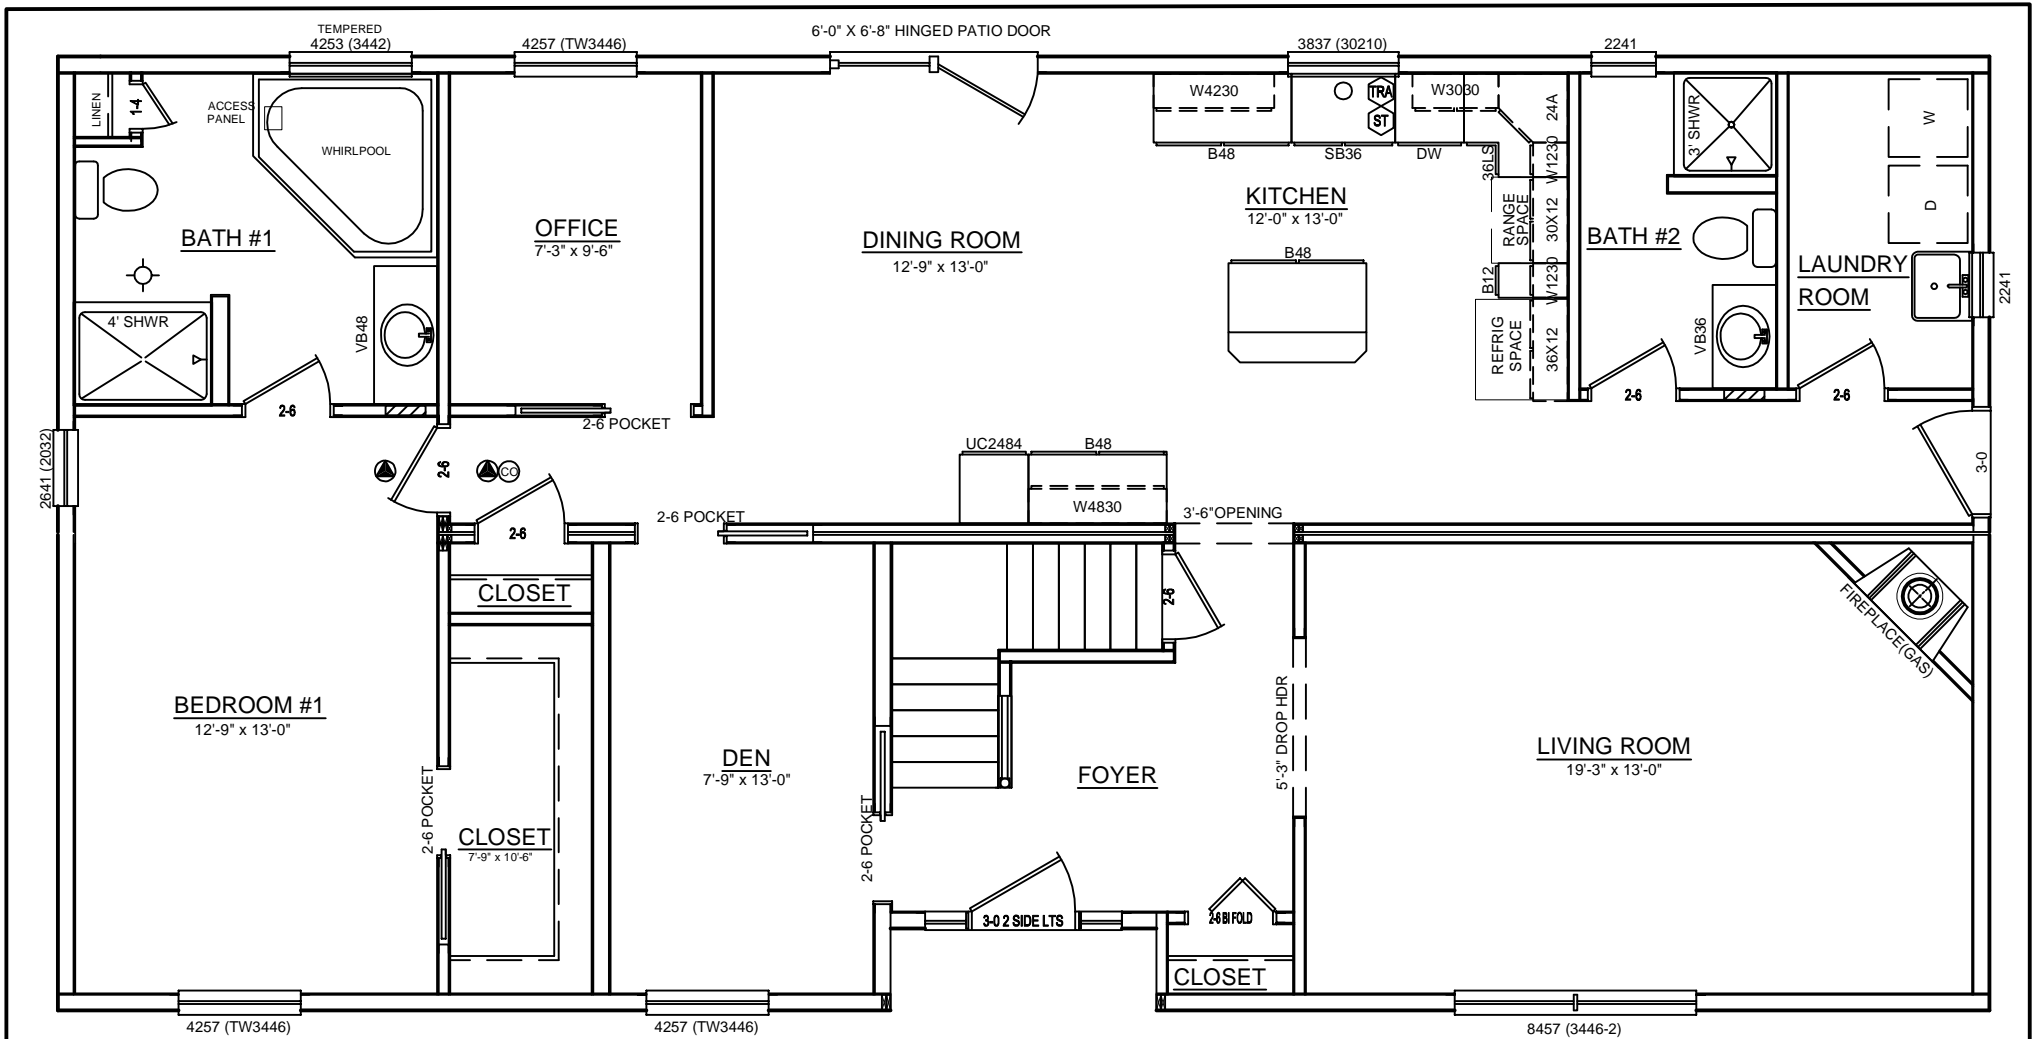 TEMPERED
4253 (3442)
4257 (TW3446)
6'-0" X 6'-8" HINGED PATIO DOOR
3837 (30210)
2241
LINEN
1-4
ACCESS
PANEL
WHIRLPOOL
BATH #1
4' SHWR
VB48
2-6
OFFICE
7'-3" x 9'-6"
2-6 POCKET
DINING ROOM
12'-9" x 13'-0"
W4230
B48
TRA
ST
SB36
W3030
DW
24A
36LS
W1230
KITCHEN
12'-0" x 13'-0"
B48
RANGE
SPACE
30X12
B12
W1230
REFRIG
SPACE
36X12
3' SHWR
BATH #2
VB36
2-6
W
D
LAUNDRY
ROOM
2241
2-6
2641 (2032)
2-6
CO
2-6
2-6 POCKET
UC2484
B48
W4830
3'-6"OPENING
3-0
CLOSET
2-6
FIREPLACE(GAS)
BEDROOM #1
12'-9" x 13'-0"
2-6 POCKET
CLOSET
7'-9" x 10'-6"
DEN
7'-9" x 13'-0"
2-6 POCKET
FOYER
5'-3" DROP HDR
LIVING ROOM
19'-3" x 13'-0"
3-0 2 SIDE LTS
2-6 BI FOLD
CLOSET
4257 (TW3446)
4257 (TW3446)
8457 (3446-2)